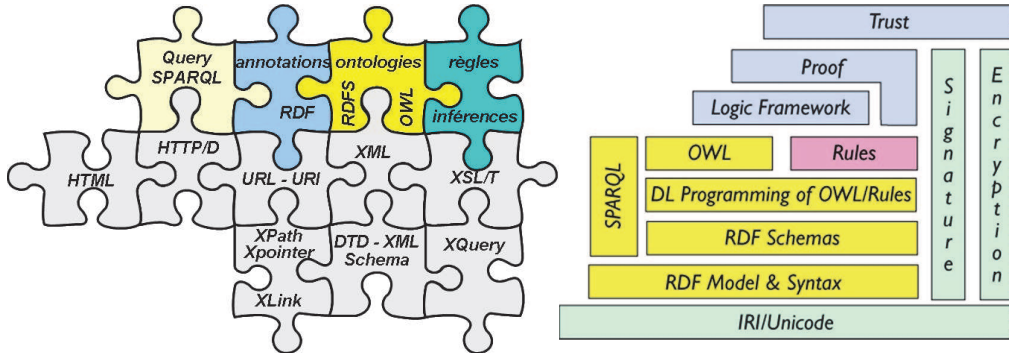 Query
SPARQL
annotations
RDF
ontologies
RDFS
OWL
règles
inférences
HTML
HTTP/D
URL - URI
XML
XSL/T
XPath
Xpointer
XLink
DTD - XML
Schema
XQuery
Trust
Proof
Logic Framework
Signature
Encryption
SPARQL
OWL
Rules
DL Programming of OWL/Rules
RDF Schemas
RDF Model & Syntax
IRI/Unicode